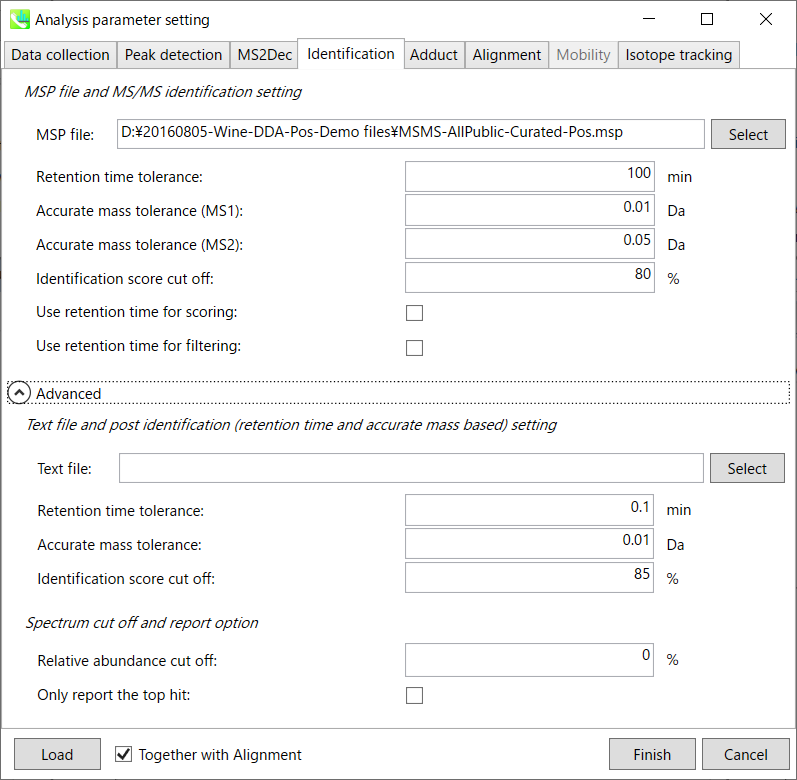 Analysis parameter setting
Data collection Peak detection MS2Dec Identification Adduct Alignment Mobility Isotope tracking
MSP file and MS/MS identification setting
MSP file: D:¥20160805-Wine-DDA-Pos-Demo files¥MSMS-AllPublic-Curated-Pos.msp Select
Retention time tolerance: 100 min
Accurate mass tolerance (MS1): 0.01 Da
Accurate mass tolerance (MS2): 0.05 Da
Identification score cut off: 80 %
Use retention time for scoring:
Use retention time for filtering:
Advanced
Text file and post identification (retention time and accurate mass based) setting
Text file: Select
Retention time tolerance: 0.1 min
Accurate mass tolerance: 0.01 Da
Identification score cut off: 85 %
Spectrum cut off and report option
Relative abundance cut off: 0 %
Only report the top hit:
Load Together with Alignment Finish Cancel